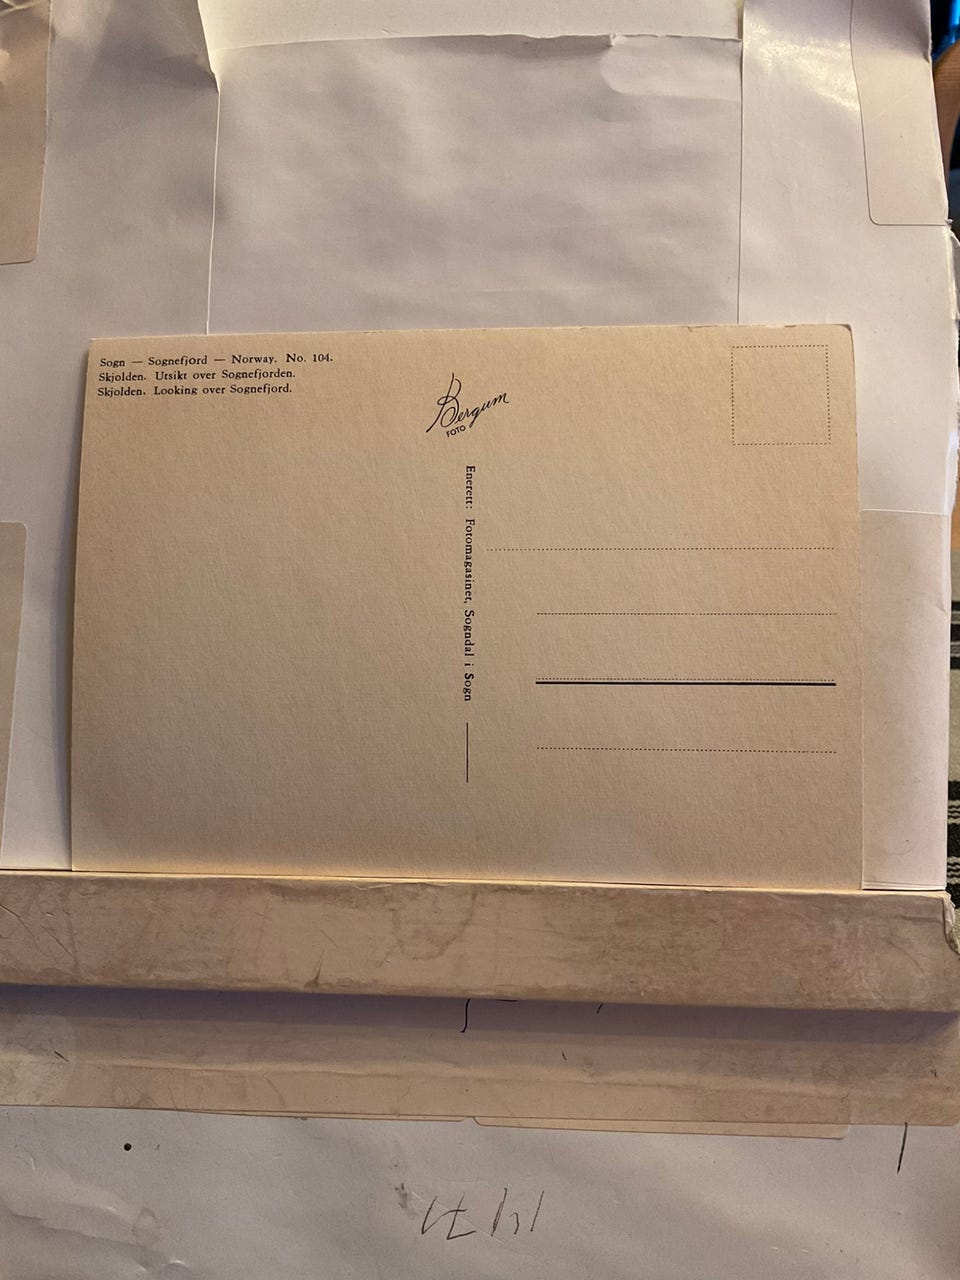 Sogn — Sognefjord — Norway. No. 104.
Skjolden. Utsikt over Sognefjorden.
Skjolden. Looking over Sognefjord.
Bergum
FOTO
Enerett: Fotomagasinet, Sogndal i Sogn